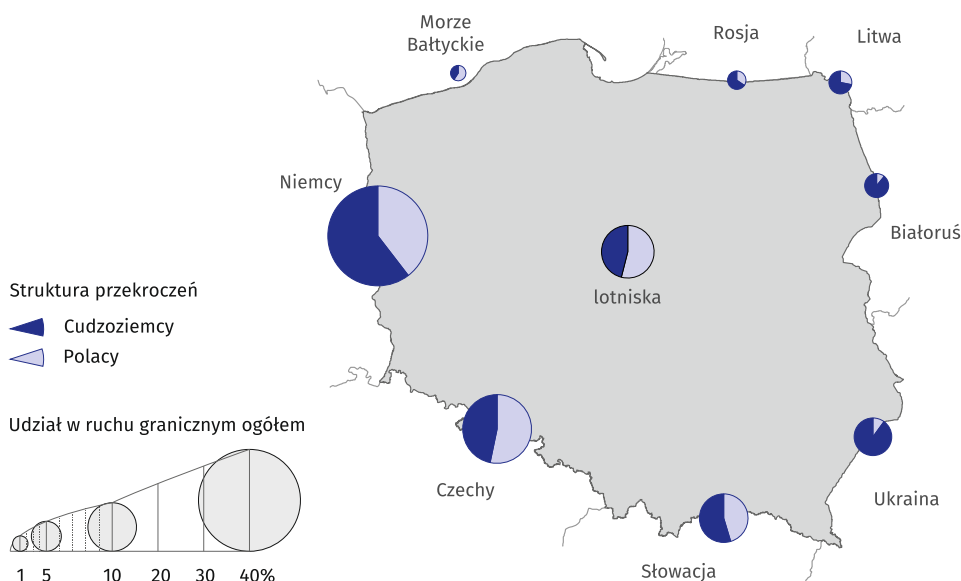 Morze
Bałtyckie
Rosja
Litwa
Niemcy
Białoruś
lotniska
Struktura przekroczeń
Cudzoziemcy
Polacy
Udział w ruchu granicznym ogółem
Czechy
Ukraina
Słowacja
1 5 10 20 30 40%